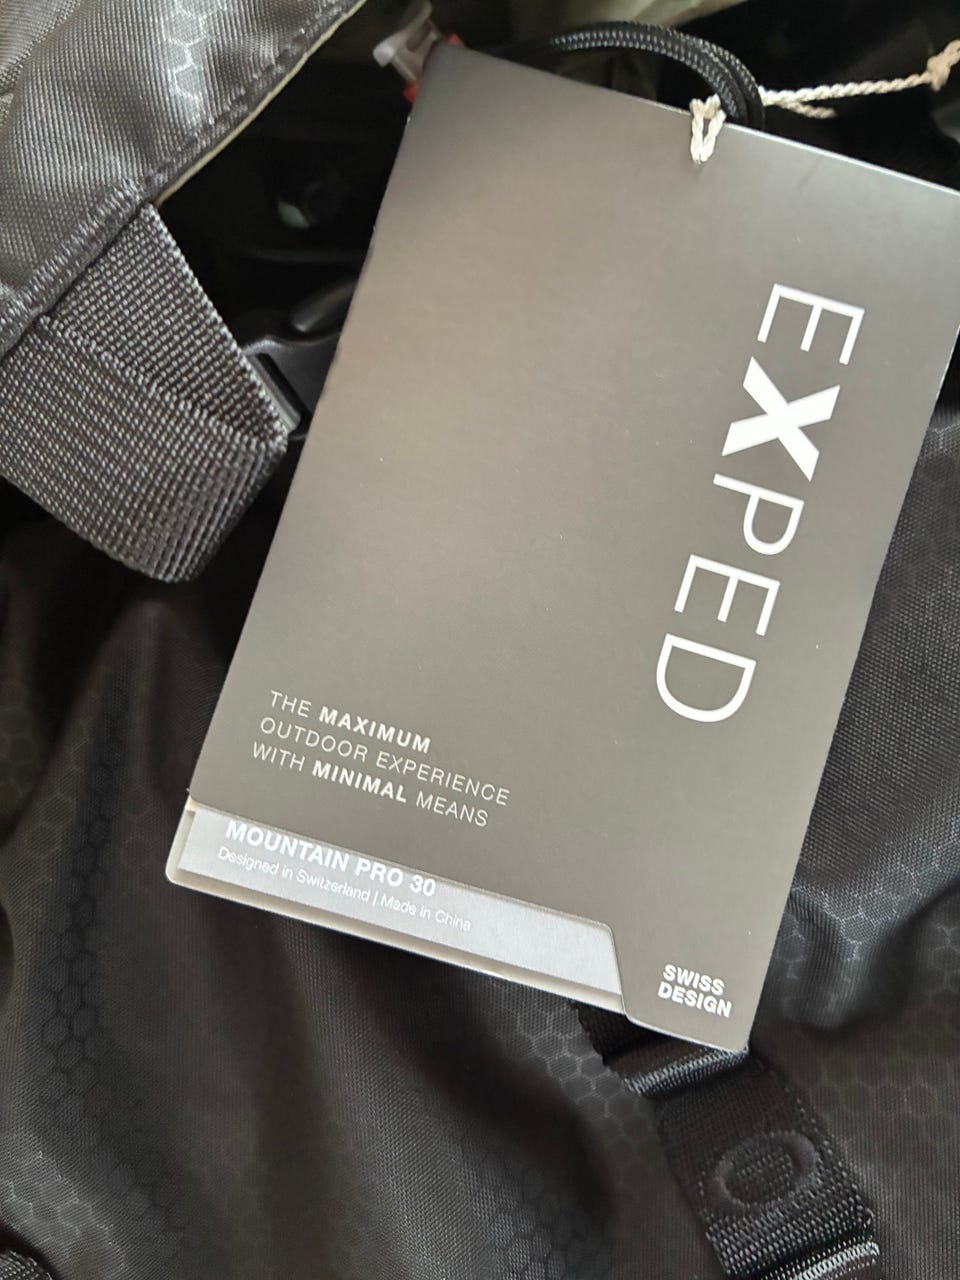 EXPED
THE MAXIMUM
OUTDOOR EXPERIENCE
WITH MINIMAL MEANS
MOUNTAIN PRO 30
Designed in Switzerland | Made in China
SWISS
DESIGN